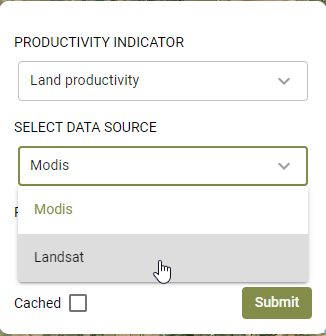 PRODUCTIVITY INDICATOR
Land productivity
SELECT DATA SOURCE
Modis
Modis
Landsat
Cached
Submit